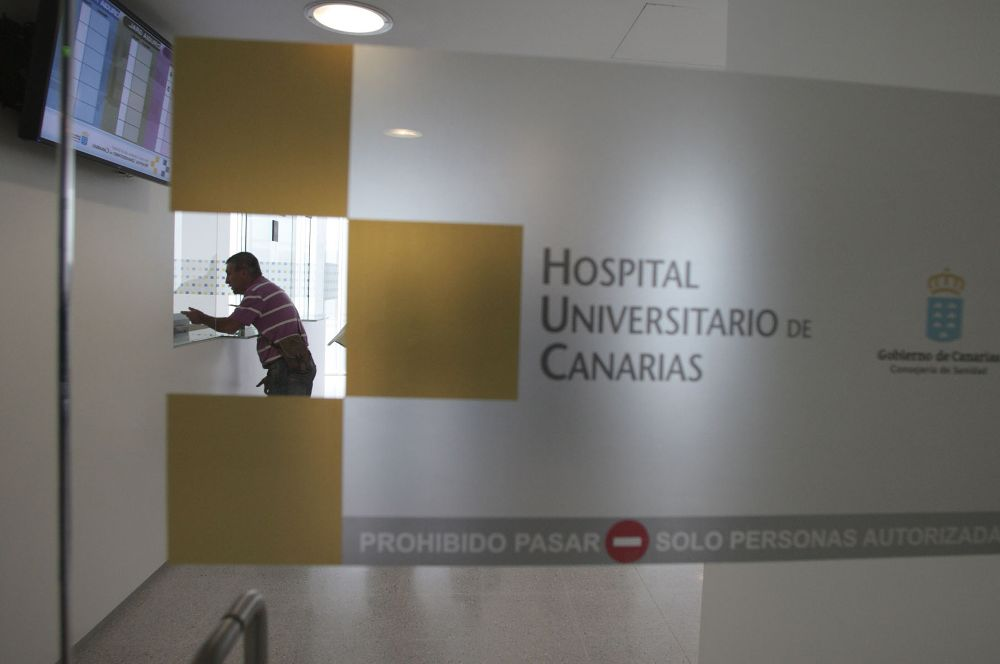 HOSPITAL
UNIVERSITARIO DE
CANARIAS
Gobierno de Canarias
Consejería de Sanidad
PROHIBIDO PASAR SOLO PERSONAS AUTORIZADA